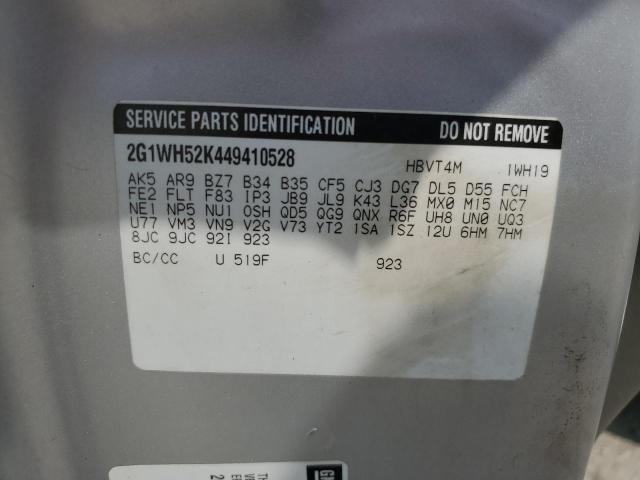 SERVICE PARTS IDENTIFICATION DO NOT REMOVE
2G1WH52K449410528 HBVT4M 1WH19
AK5 AR9 BZ7 B34 B35 CF5 CJ3 DG7 DL5 D55 FCH
FE2 FLT F83 IP3 JB9 JL9 K43 L36 MX0 M15 NC7
NE1 NP5 NU1 OSH QD5 QG9 QNX R6F UH8 UN0 UQ3
U77 VM3 VN9 V2G V73 YT2 1SA 1SZ 12U 6HM 7HM
8JC 9JC 92I 923
BC/CC U 519F 923